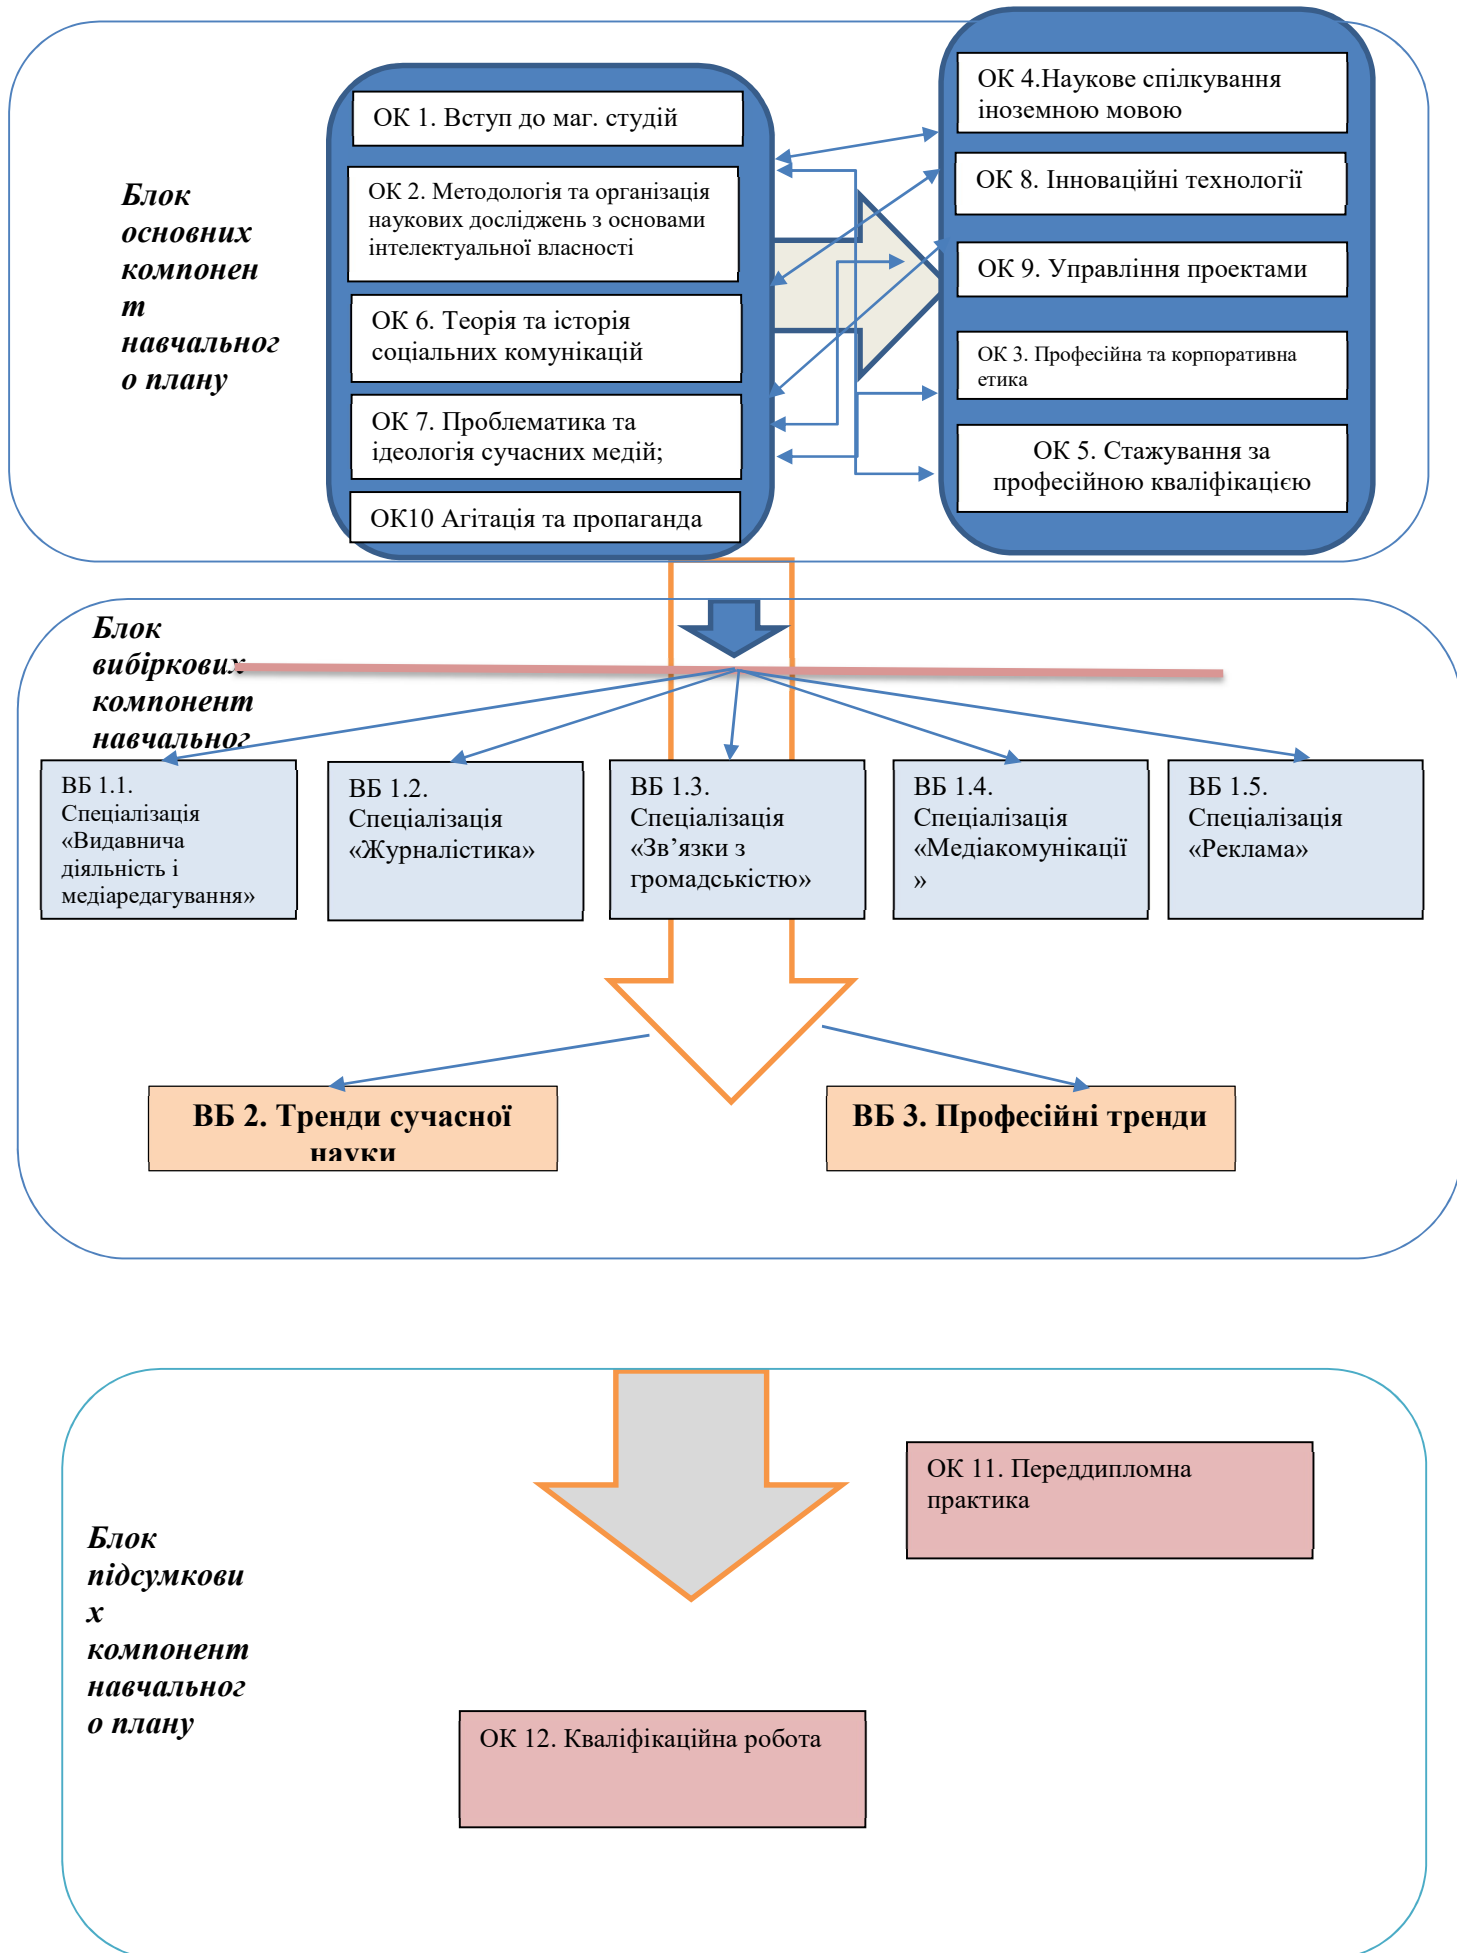 Блок
основних
компонен
т
навчальног
о плану
ОК 1. Вступ до маг. студій
ОК 2. Методологія та організація
наукових досліджень з основами
інтелектуальної власності
ОК 6. Теорія та історія
соціальних комунікацій
ОК 7. Проблематика та
ідеологія сучасних медій;
ОК10 Агітація та пропаганда
ОК 4.Наукове спілкування
іноземною мовою
ОК 8. Інноваційні технології
ОК 9. Управління проектами
ОК 3. Професійна та корпоративна
етика
ОК 5. Стажування за
професійною кваліфікацією
Блок
вибіркових
компонент
навчальног
ВБ 1.1.
Спеціалізація
«Видавнича
діяльність і
медіаредагування»
ВБ 1.2.
Спеціалізація
«Журналістика»
ВБ 1.3.
Спеціалізація
«Зв’язки з
громадськістю»
ВБ 1.4.
Спеціалізація
«Медіакомунікації
»
ВБ 1.5.
Спеціалізація
«Реклама»
ВБ 2. Тренди сучасної
науки
ВБ 3. Професійні тренди
Блок
підсумкови
х
компонент
навчальног
о плану
ОК 11. Переддипломна
практика
ОК 12. Кваліфікаційна робота